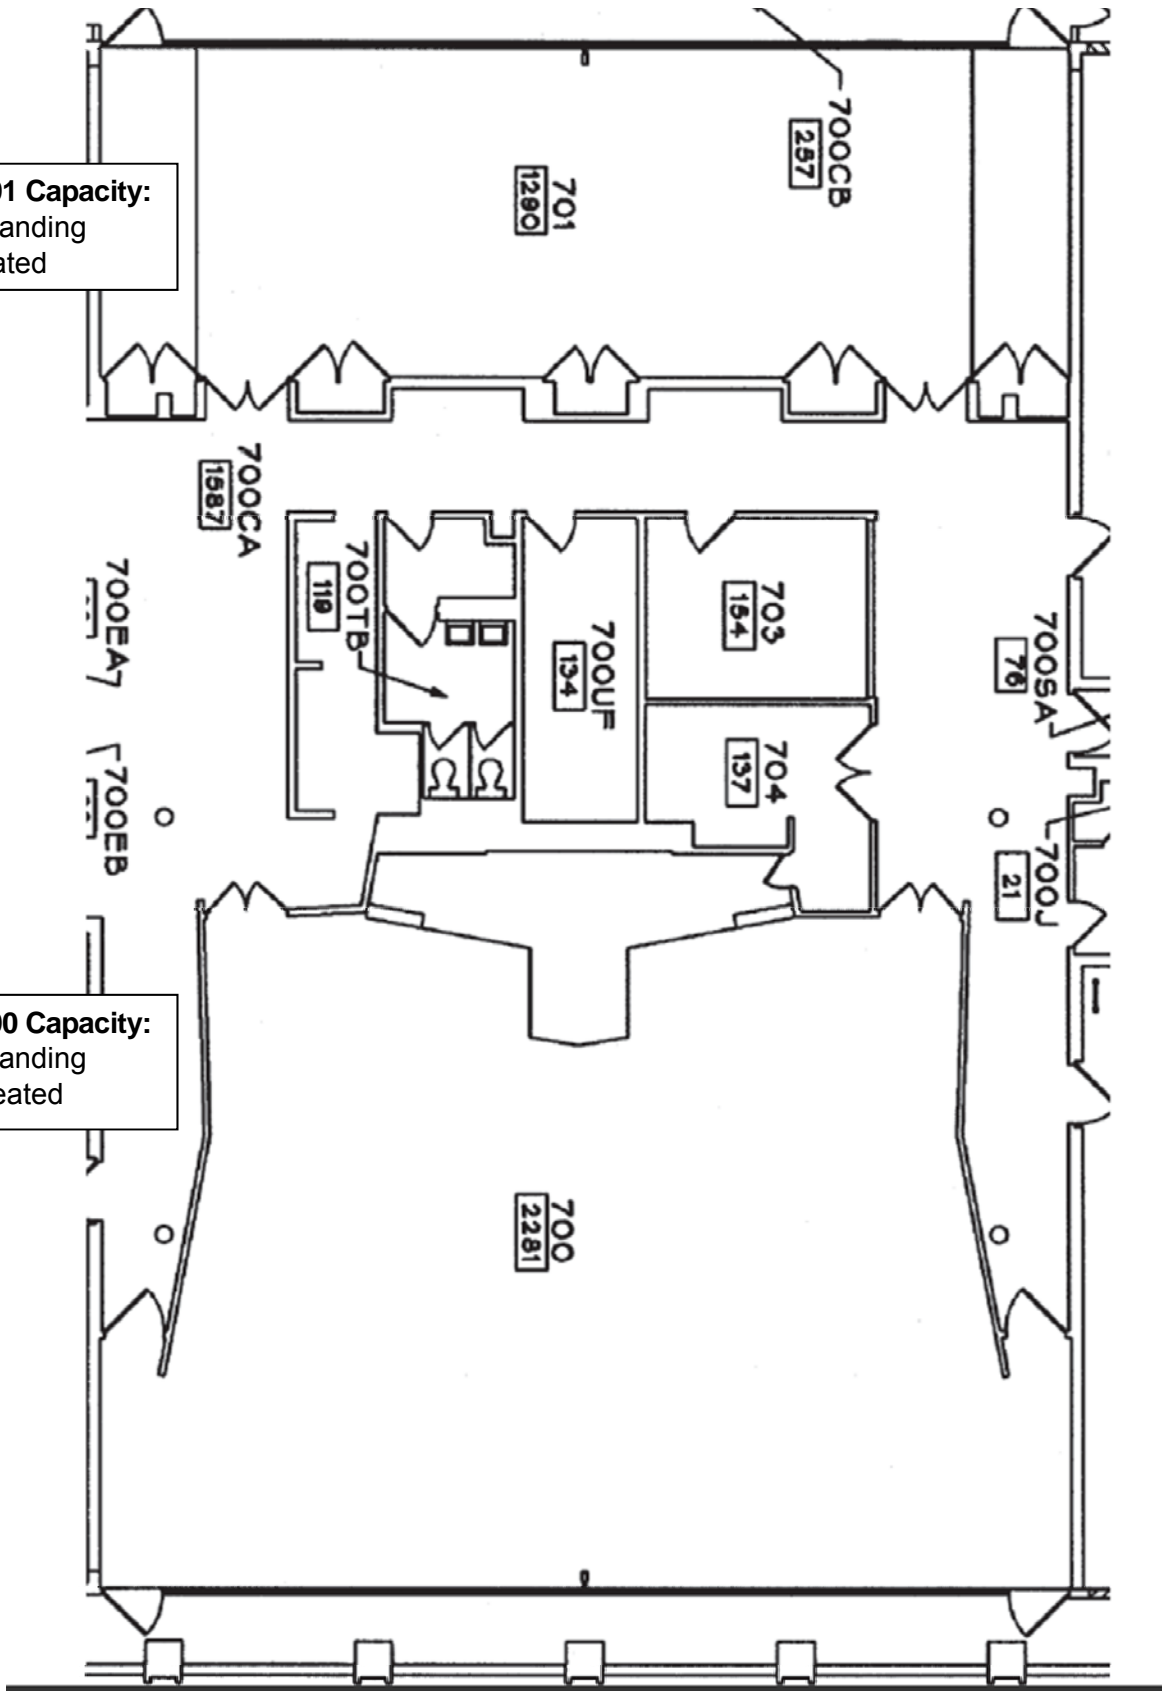 700CB
257
701
1290
01 Capacity:
anding
ated
700CA
1587
700EA
700TB
119
700UF
134
703
154
700SA
76
704
137
700EB
700J
21
00 Capacity:
anding
eated
700
2281